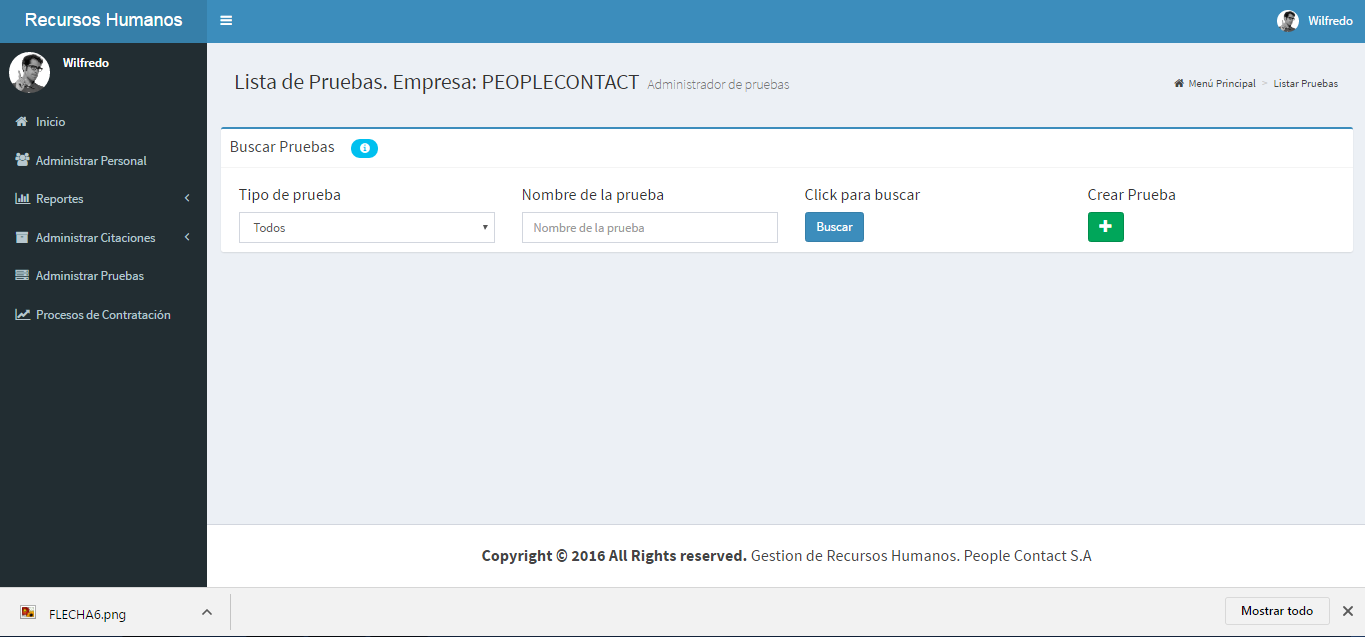 Recursos Humanos
Wilfredo
Wilfredo
Inicio
Administrar Personal
Reportes
Administrar Citaciones
Administrar Pruebas
Procesos de Contratación
Lista de Pruebas. Empresa: PEOPLECONTACT Administrador de pruebas
Menú Principal > Listar Pruebas
Buscar Pruebas
Tipo de prueba
Todos
Nombre de la prueba
Nombre de la prueba
Click para buscar
Buscar
Crear Prueba
Copyright © 2016 All Rights reserved. Gestion de Recursos Humanos. People Contact S.A
FLECHA6.png
Mostrar todo